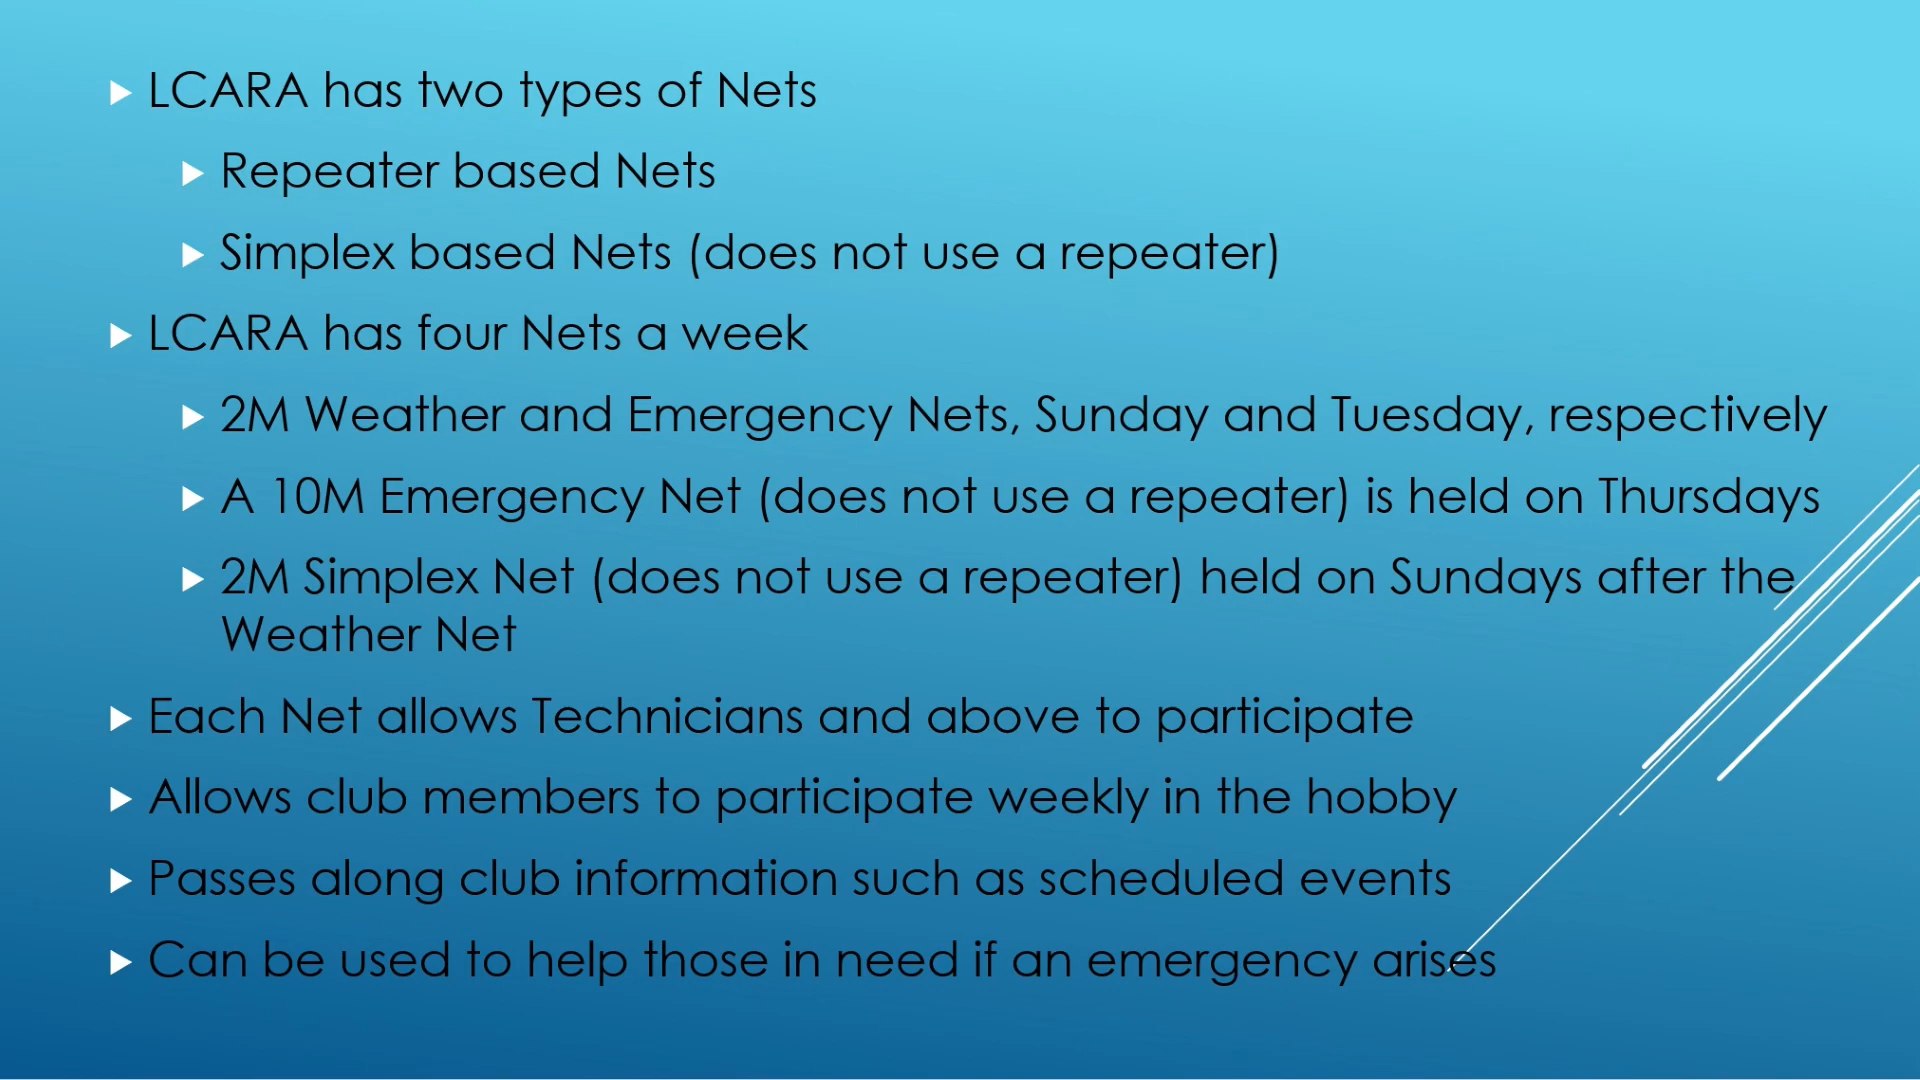 LCARA has two types of Nets
Repeater based Nets
Simplex based Nets (does not use a repeater)
LCARA has four Nets a week
2M Weather and Emergency Nets, Sunday and Tuesday, respectively
A 10M Emergency Net (does not use a repeater) is held on Thursdays
2M Simplex Net (does not use a repeater) held on Sundays after the
Weather Net
Each Net allows Technicians and above to participate
Allows club members to participate weekly in the hobby
Passes along club information such as scheduled events
Can be used to help those in need if an emergency arises